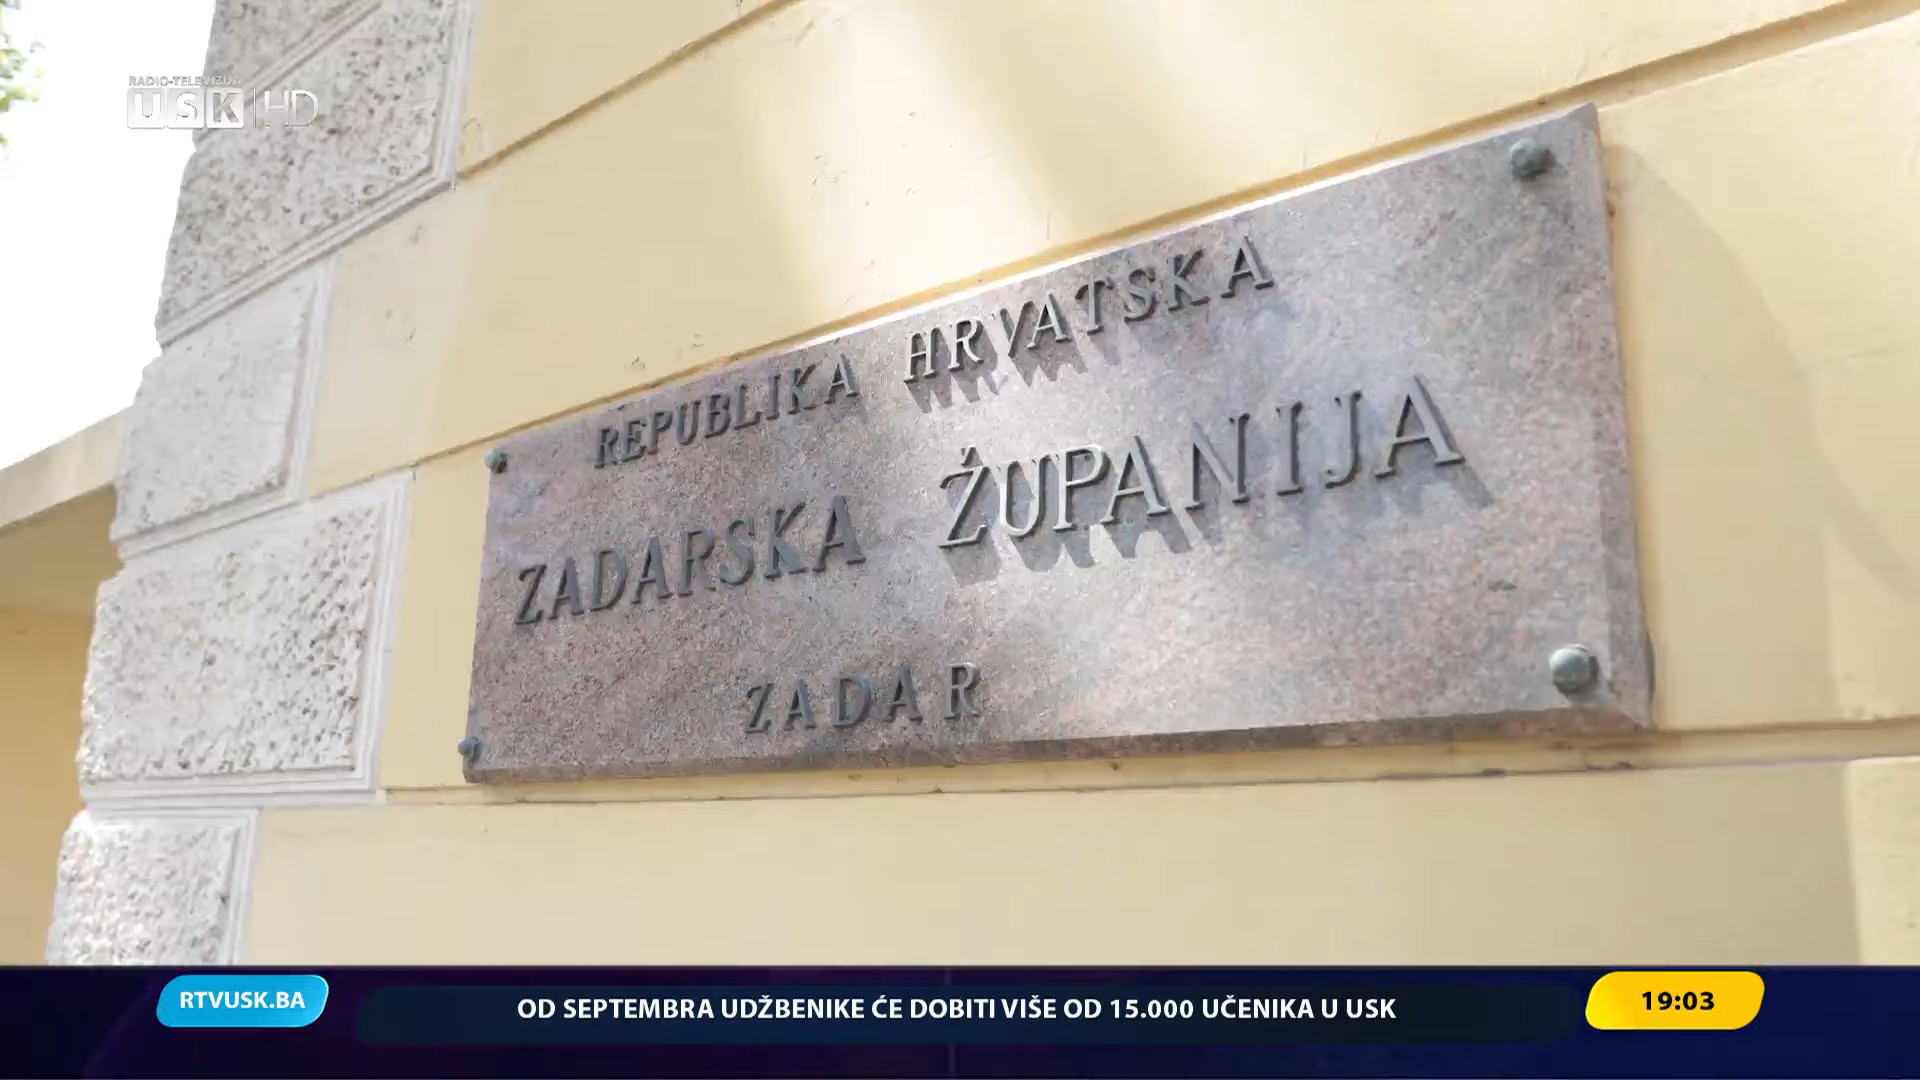 RADIO-TELEVIZIJA
USK HD
REPUBLIKA HRVATSKA
ZADARSKA ŽUPANIJA
ZADAR
RTVUSK.BA
OD SEPTEMBRA UDŽBENIKE ĆE DOBITI VIŠE OD 15.000 UČENIKA U USK
19:03